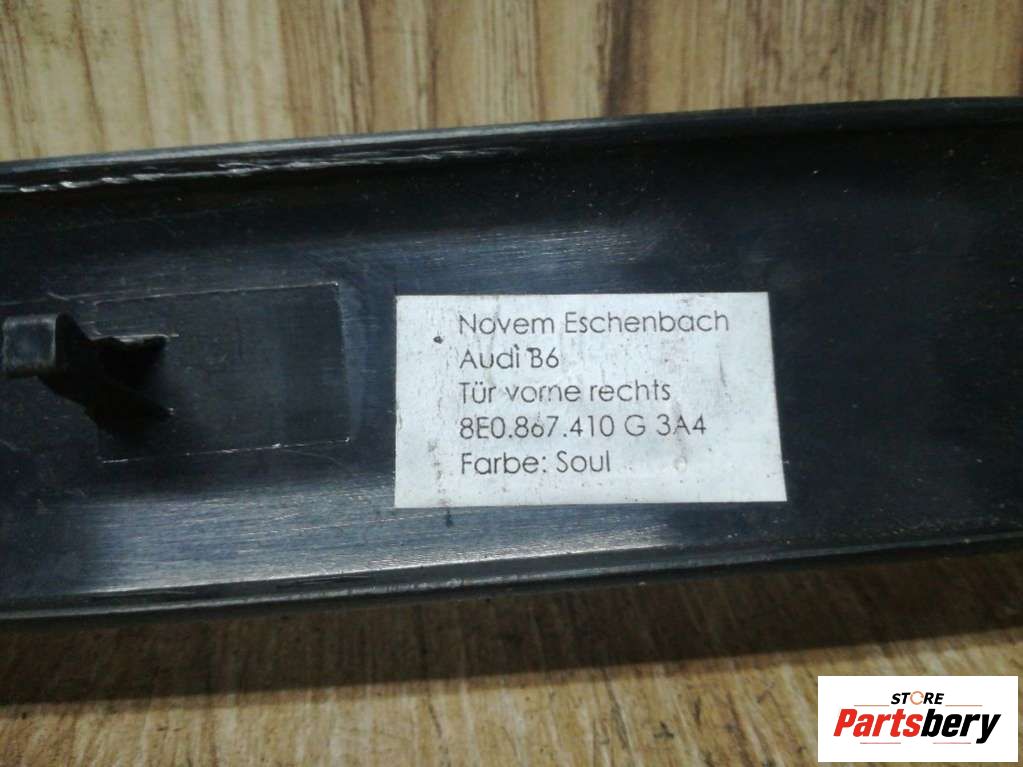 Novem Eschenbach
Audi B6
Tür vorne rechts
8E0.867.410 G 3A4
Farbe: Soul
STORE
Partsbery